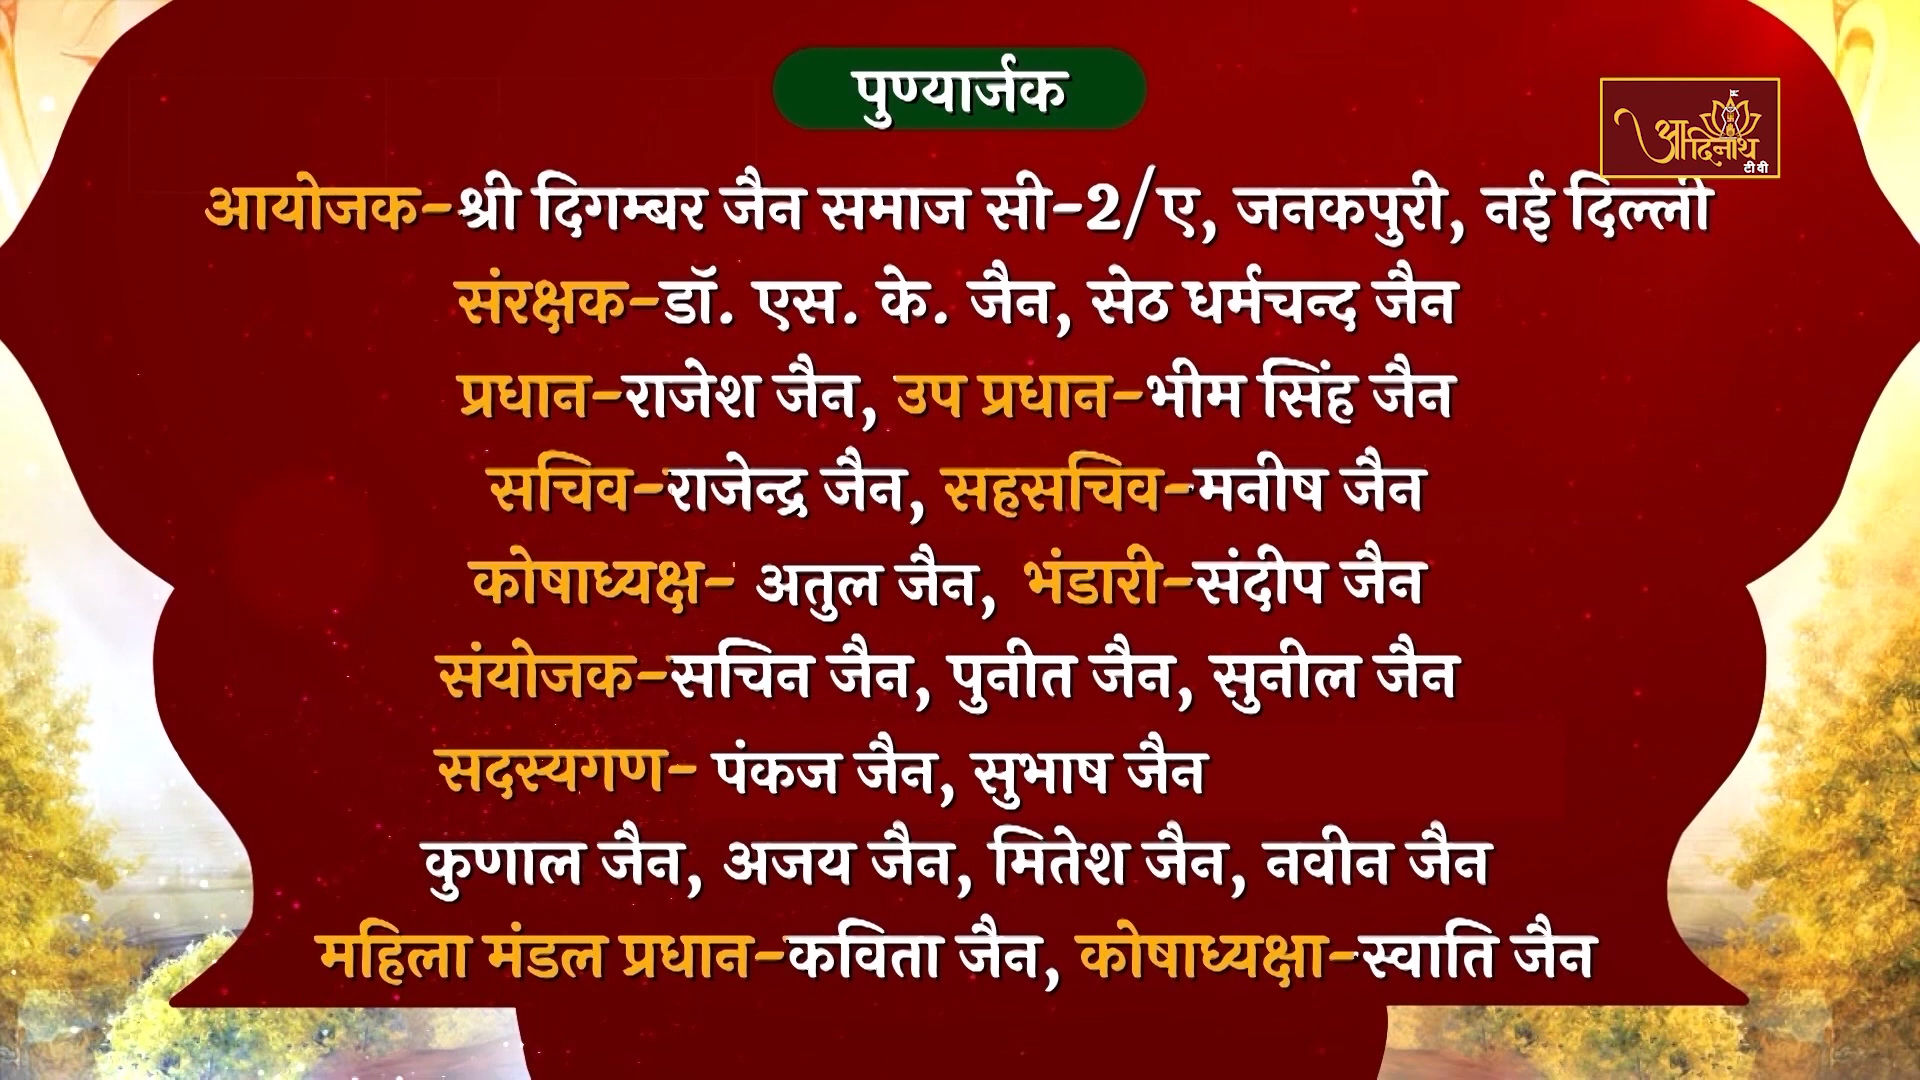 पुण्यार्जक
आदिनाथ
टीवी
आयोजक-श्री दिगम्बर जैन समाज सी-2/ए, जनकपुरी, नई दिल्ली
संरक्षक-डॉ. एस. के. जैन, सेठ धर्मचन्द जैन
प्रधान-राजेश जैन, उप प्रधान-भीम सिंह जैन
सचिव-राजेन्द्र जैन, सहसचिव-मनीष जैन
कोषाध्यक्ष- अतुल जैन, भंडारी-संदीप जैन
संयोजक-सचिन जैन, पुनीत जैन, सुनील जैन
सदस्यगण- पंकज जैन, सुभाष जैन
कुणाल जैन, अजय जैन, मितेश जैन, नवीन जैन
महिला मंडल प्रधान-कविता जैन, कोषाध्यक्षा-स्वाति जैन